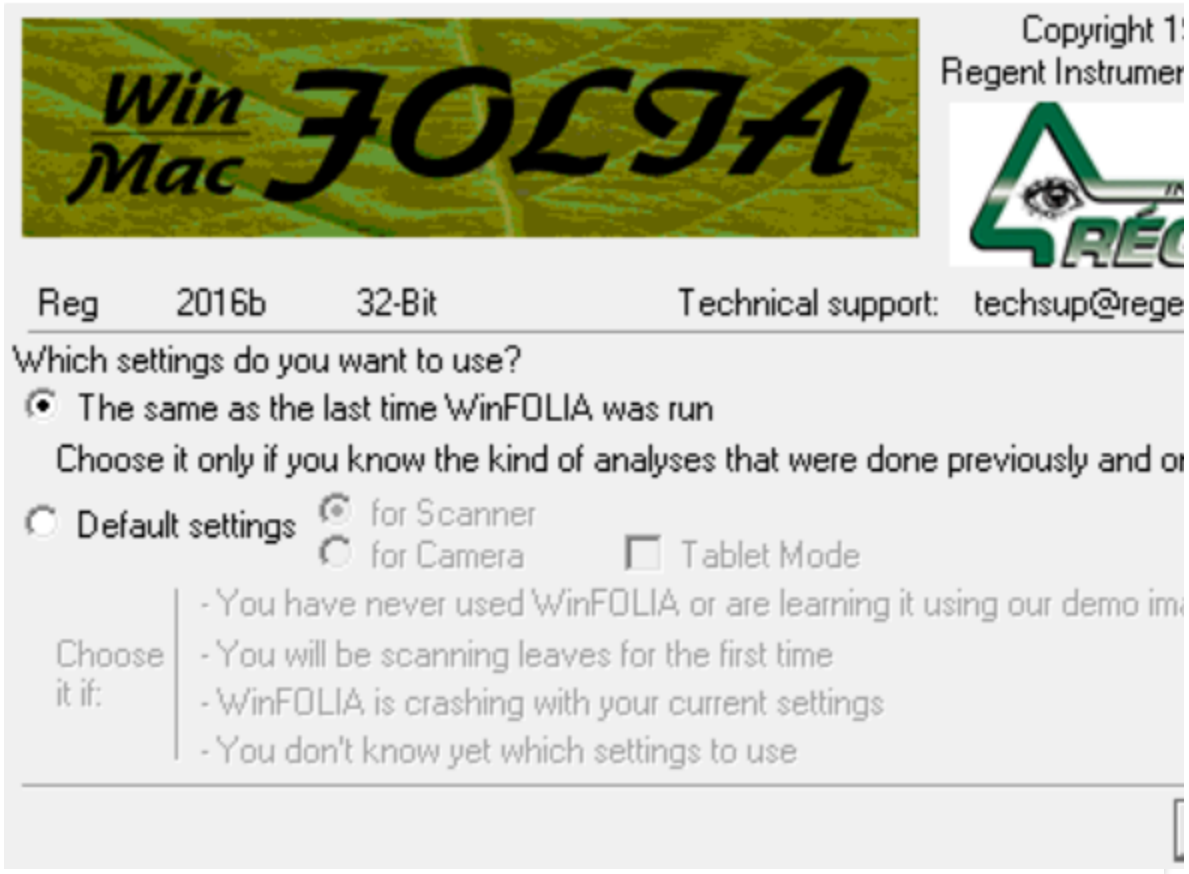 Win
Mac
FOLIA
Copyright
Regent
RÉG
Reg 2016b 32-Bit Technical support: techsup@rege
Which settings do you want to use?
The same as the last time WinFOLIA was run
Choose it only if you know the kind of analyses that were done previously and
Default settings
for Scanner
for Camera
Tablet Mode
Choose it if:
- You have never used WinFOLIA or are learning it using our demo
- You will be scanning leaves for the first time
- WinFOLIA is crashing with your current settings
- You don't know yet which settings to use